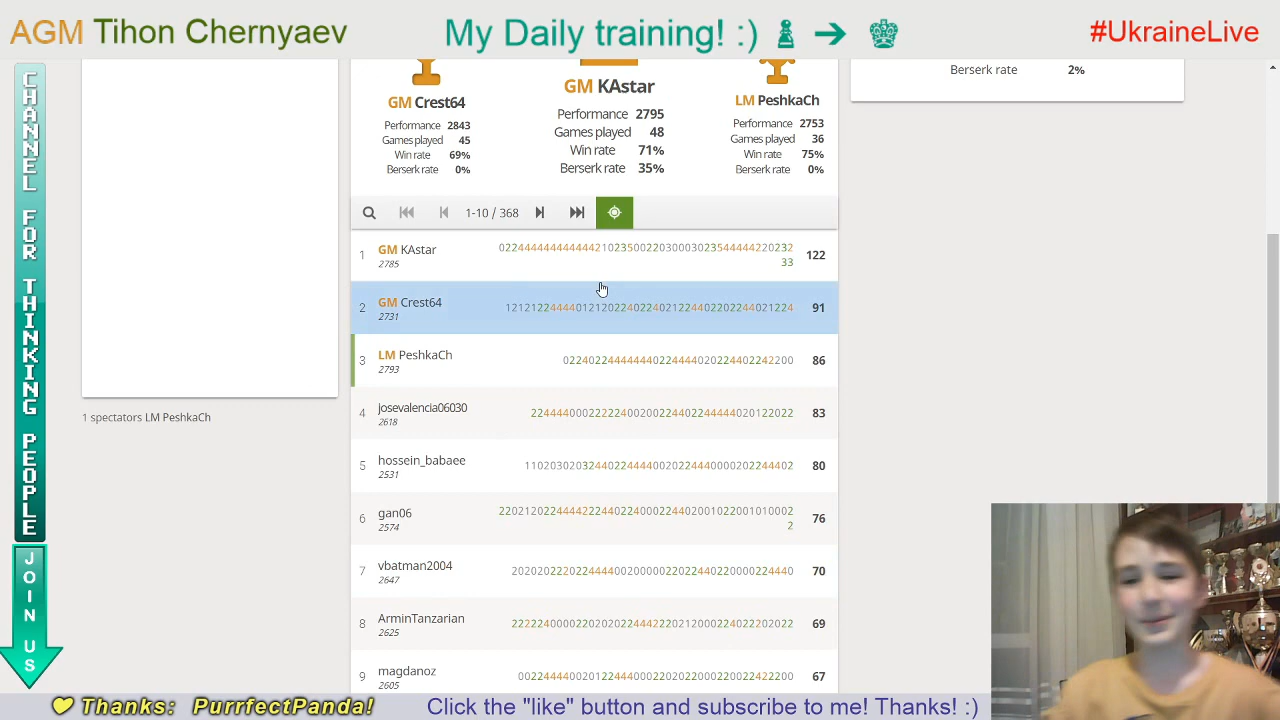 AGM Tihon Chernyaev
My Daily training! :)
#UkraineLive
CHANNEL FOR THINKING PEOPLE
JOIN US
GM Crest64
Performance 2843
Games played 45
Win rate 69%
Berserk rate 0%
GM KAstar
Performance 2795
Games played 48
Win rate 71%
Berserk rate 35%
LM PeshkaCh
Performance 2753
Games played 36
Win rate 75%
Berserk rate 0%
Berserk rate 2%
1-10 / 368
1 GM KAstar 122
2785
2 GM Crest64 91
2731
3 LM PeshkaCh 86
2793
4 josevalencia06030 83
2618
5 hossein_babaee 80
2531
6 gan06 76
2574
7 vbatman2004 70
2647
8 ArminTanzarian 69
2625
9 magdanoz 67
2605
1 spectators LM PeshkaCh
Thanks: PurrfectPanda!
Click the "like" button and subscribe to me! Thanks! :)